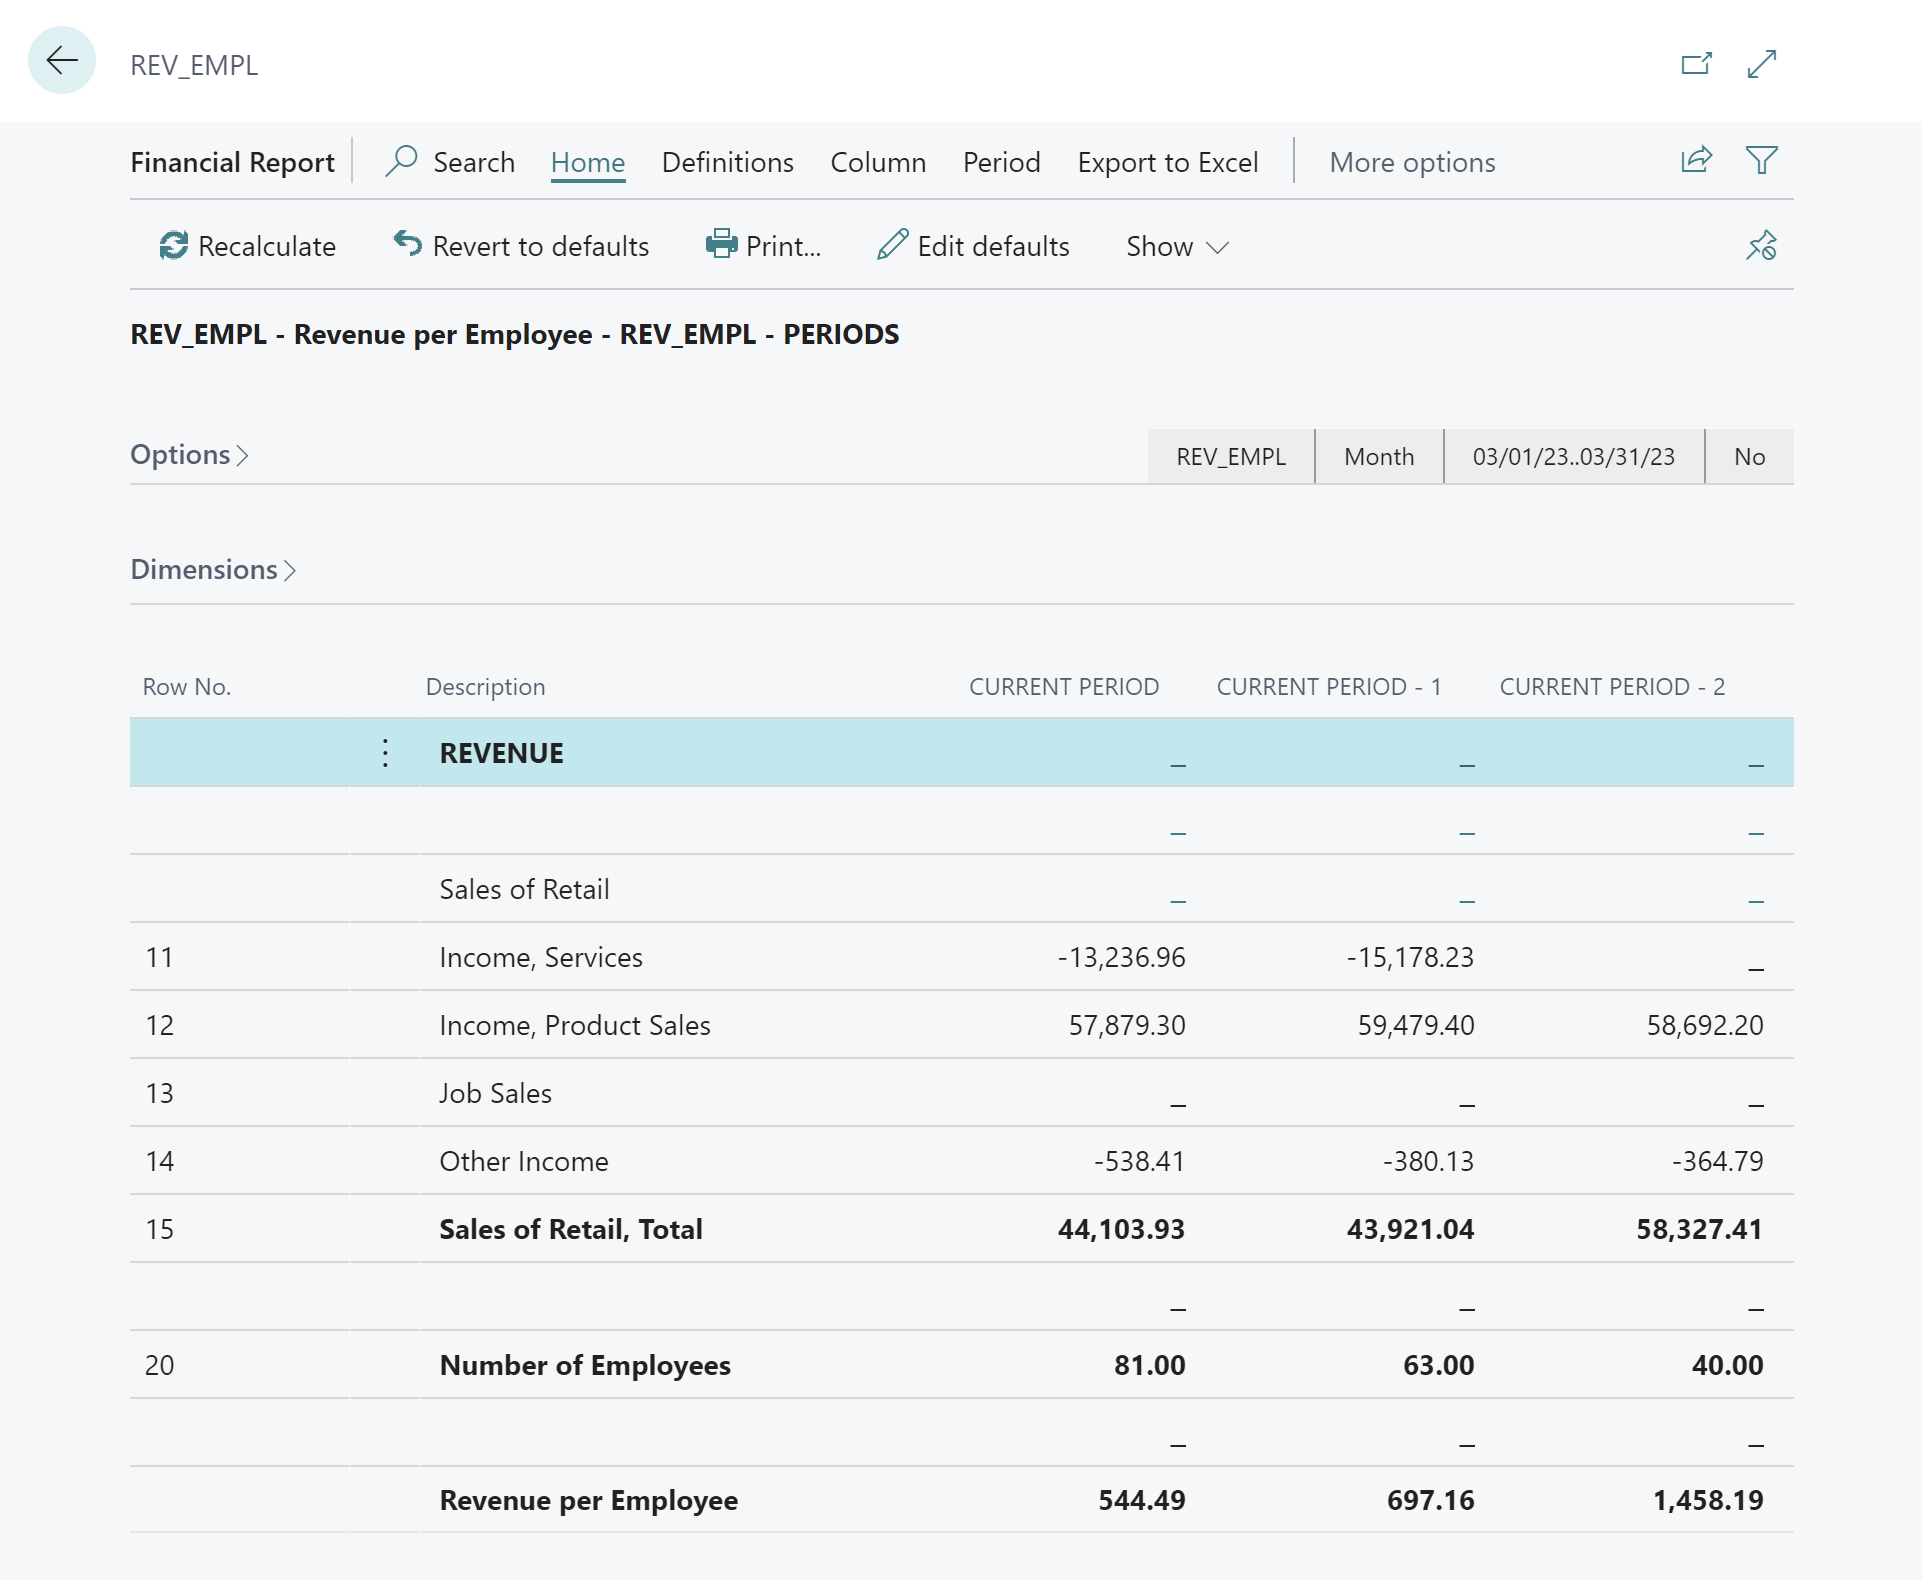 REV_EMPL
Financial Report Search Home Definitions Column Period Export to Excel More options
Recalculate Revert to defaults Print... Edit defaults Show
REV_EMPL - Revenue per Employee - REV_EMPL - PERIODS
Options REV_EMPL Month 03/01/23..03/31/23 No
Dimensions
Row No. Description CURRENT PERIOD CURRENT PERIOD - 1 CURRENT PERIOD - 2
REVENUE _ _ _
_ _ _
Sales of Retail _ _ _
11 Income, Services -13,236.96 -15,178.23 _
12 Income, Product Sales 57,879.30 59,479.40 58,692.20
13 Job Sales _ _ _
14 Other Income -538.41 -380.13 -364.79
15 Sales of Retail, Total 44,103.93 43,921.04 58,327.41
_ _ _
20 Number of Employees 81.00 63.00 40.00
_ _ _
Revenue per Employee 544.49 697.16 1,458.19